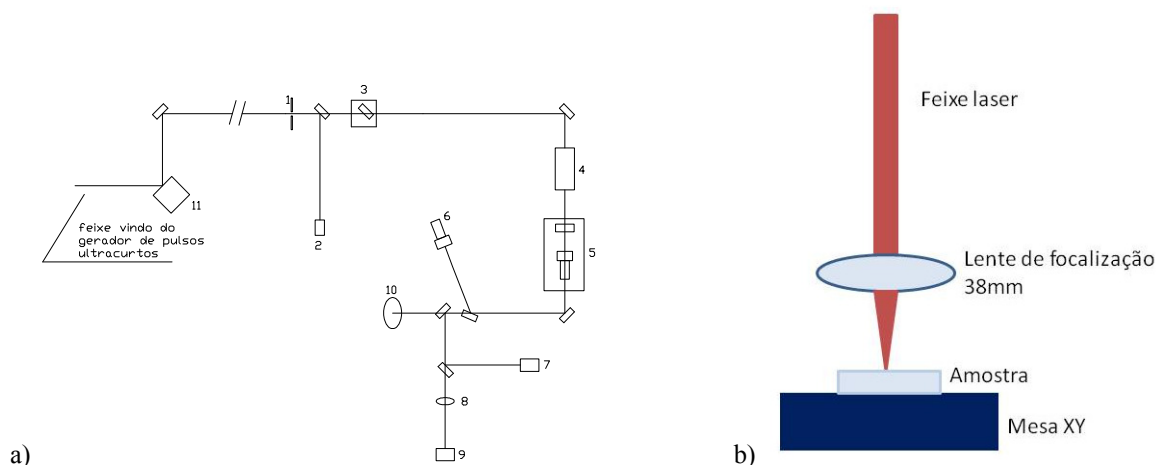 1
3
4
11
feixe vindo do
gerador de pulsos
ultracurtos
2
6
5
10
7
8
9
a)
Feixe laser
Lente de focalização
38mm
Amostra
Mesa XY
b)